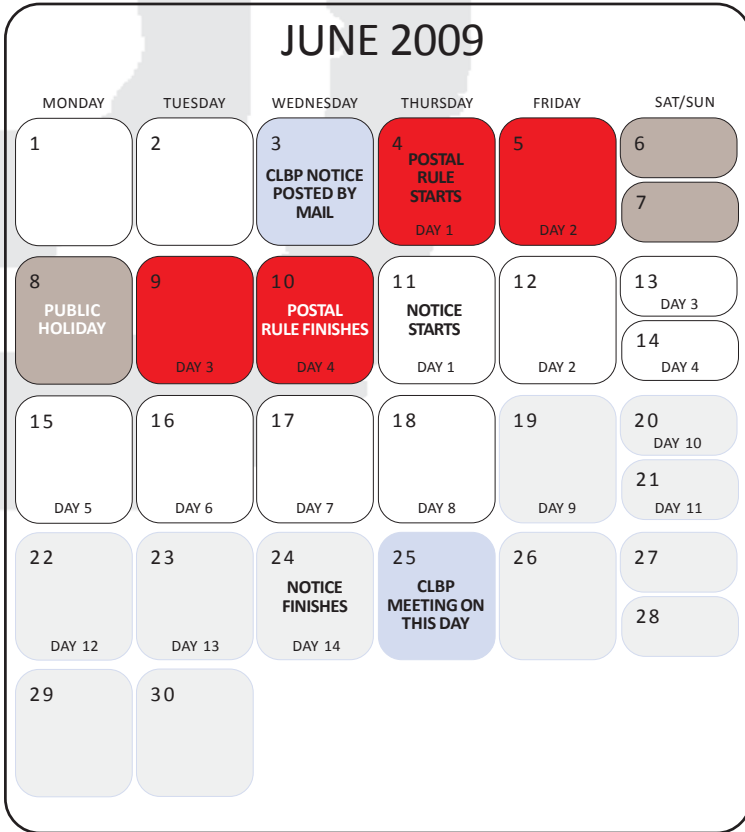 JUNE 2009
MONDAY TUESDAY WEDNESDAY THURSDAY FRIDAY SAT/SUN
1
2
3
CLBP NOTICE
POSTED BY
MAIL
4
POSTAL
RULE
STARTS
DAY 1
5
DAY 2
6
7
8
PUBLIC
HOLIDAY
9
DAY 3
10
POSTAL
RULE FINISHES
DAY 4
11
NOTICE
STARTS
DAY 1
12
DAY 2
13
DAY 3
14
DAY 4
15
DAY 5
16
DAY 6
17
DAY 7
18
DAY 8
19
DAY 9
20
DAY 10
21
DAY 11
22
DAY 12
23
DAY 13
24
NOTICE
FINISHES
DAY 14
25
CLBP
MEETING ON
THIS DAY
26
27
28
29
30